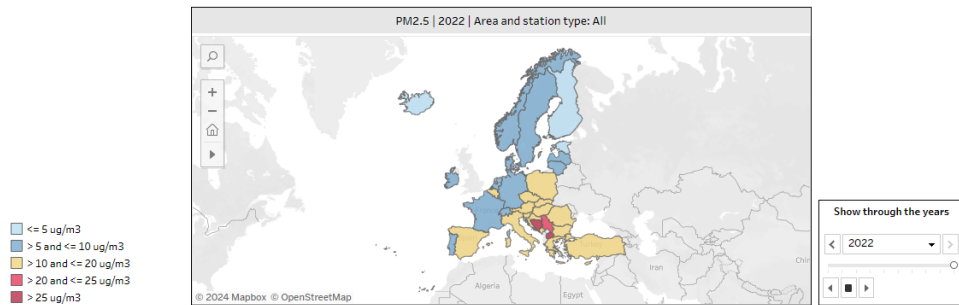 PM2.5 | 2022 | Area and station type: All
Algeria
Egypt
Iran
© 2024 Mapbox © OpenStreetMap
<= 5 ug/m3
> 5 and <= 10 ug/m3
> 10 and <= 20 ug/m3
> 20 and <= 25 ug/m3
> 25 ug/m3
Show through the years
2022